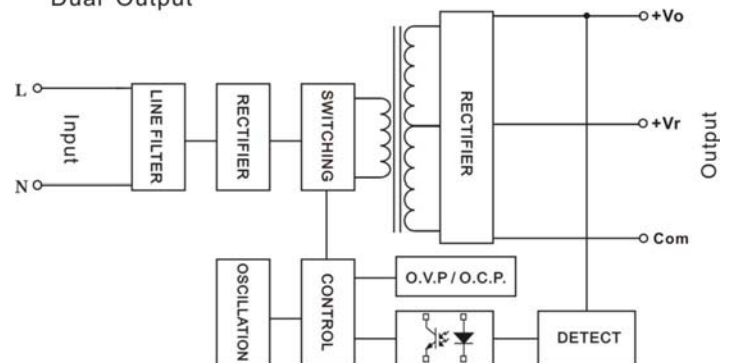 Dual Output
+Vo
L
LINE FILTER
RECTIFIER
SWITCHING
RECTIFIER
Input
+Vr
Output
N
Com
OSCILLATION
CONTROL
O.V.P / O.C.P.
DETECT